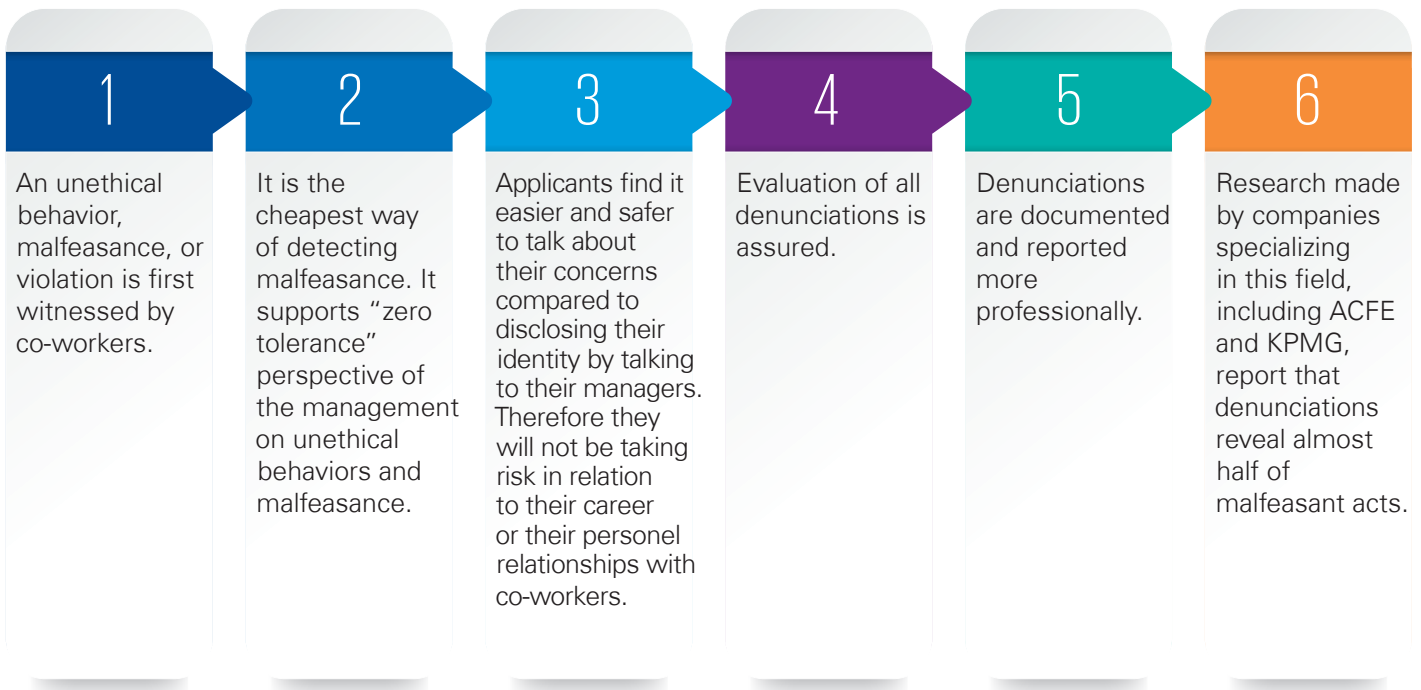 1
An unethical
behavior,
malfeasance, or
violation is first
witnessed by
co-workers.
2
It is the
cheapest way
of detecting
malfeasance. It
supports “zero
tolerance”
perspective of
the management
on unethical
behaviors and
malfeasance.
3
Applicants find it
easier and safer
to talk about
their concerns
compared to
disclosing their
identity by talking
to their managers.
Therefore they
will not be taking
risk in relation
to their career
or their personel
relationships with
co-workers.
4
Evaluation of all
denunciations is
assured.
5
Denunciations
are documented
and reported
more
professionally.
6
Research made
by companies
specializing
in this field,
including ACFE
and KPMG,
report that
denunciations
reveal almost
half of
malfeasant acts.